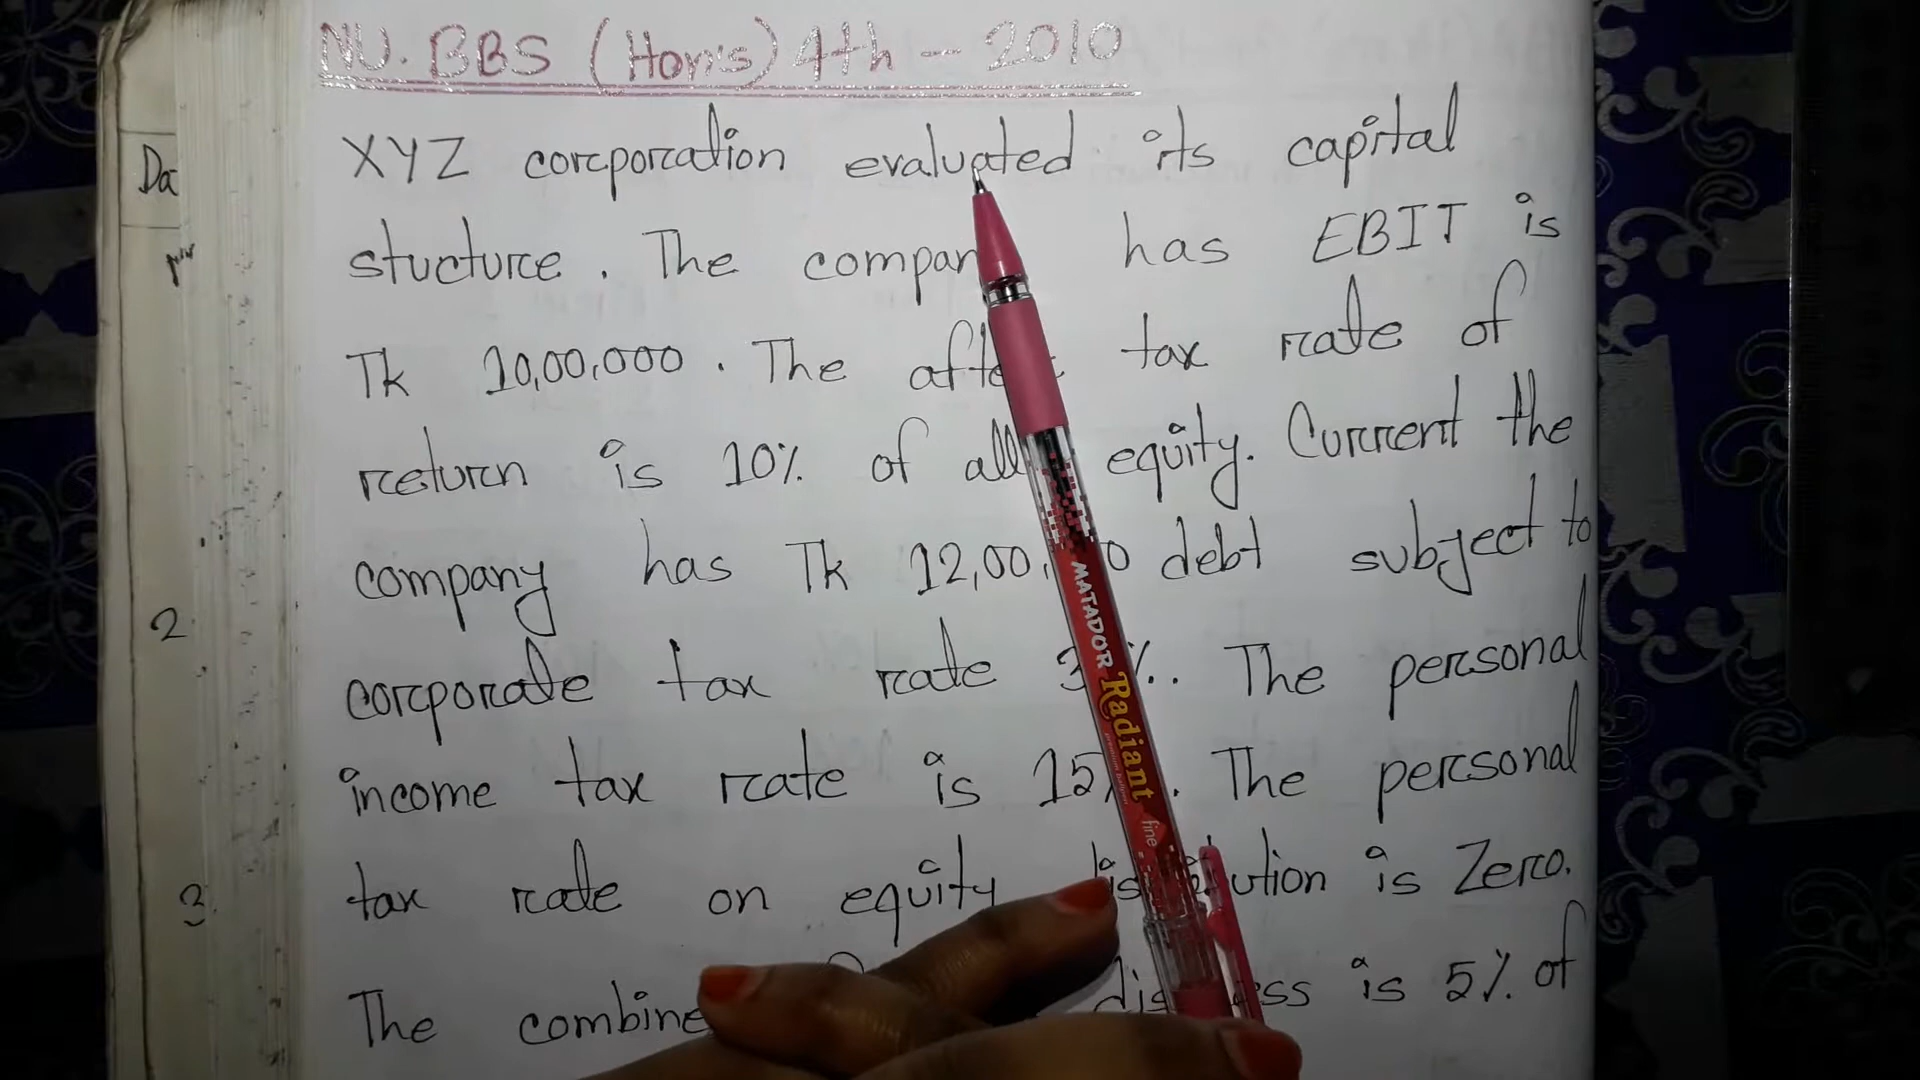 NU. BBS (Hon's) 4th - 2010
XYZ corporation evaluated its capital
stucture. The compan has EBIT is
Tk 10,00,000. The tax rate of
return is 10% of all equity. Current the
company has Tk debt subject to
corporate tax rate The personal
income tax rate is 15%. The personal
tax rate on equity is Zero.
The is 5% of
Da
2
3.
MATADOR Radiant
fine